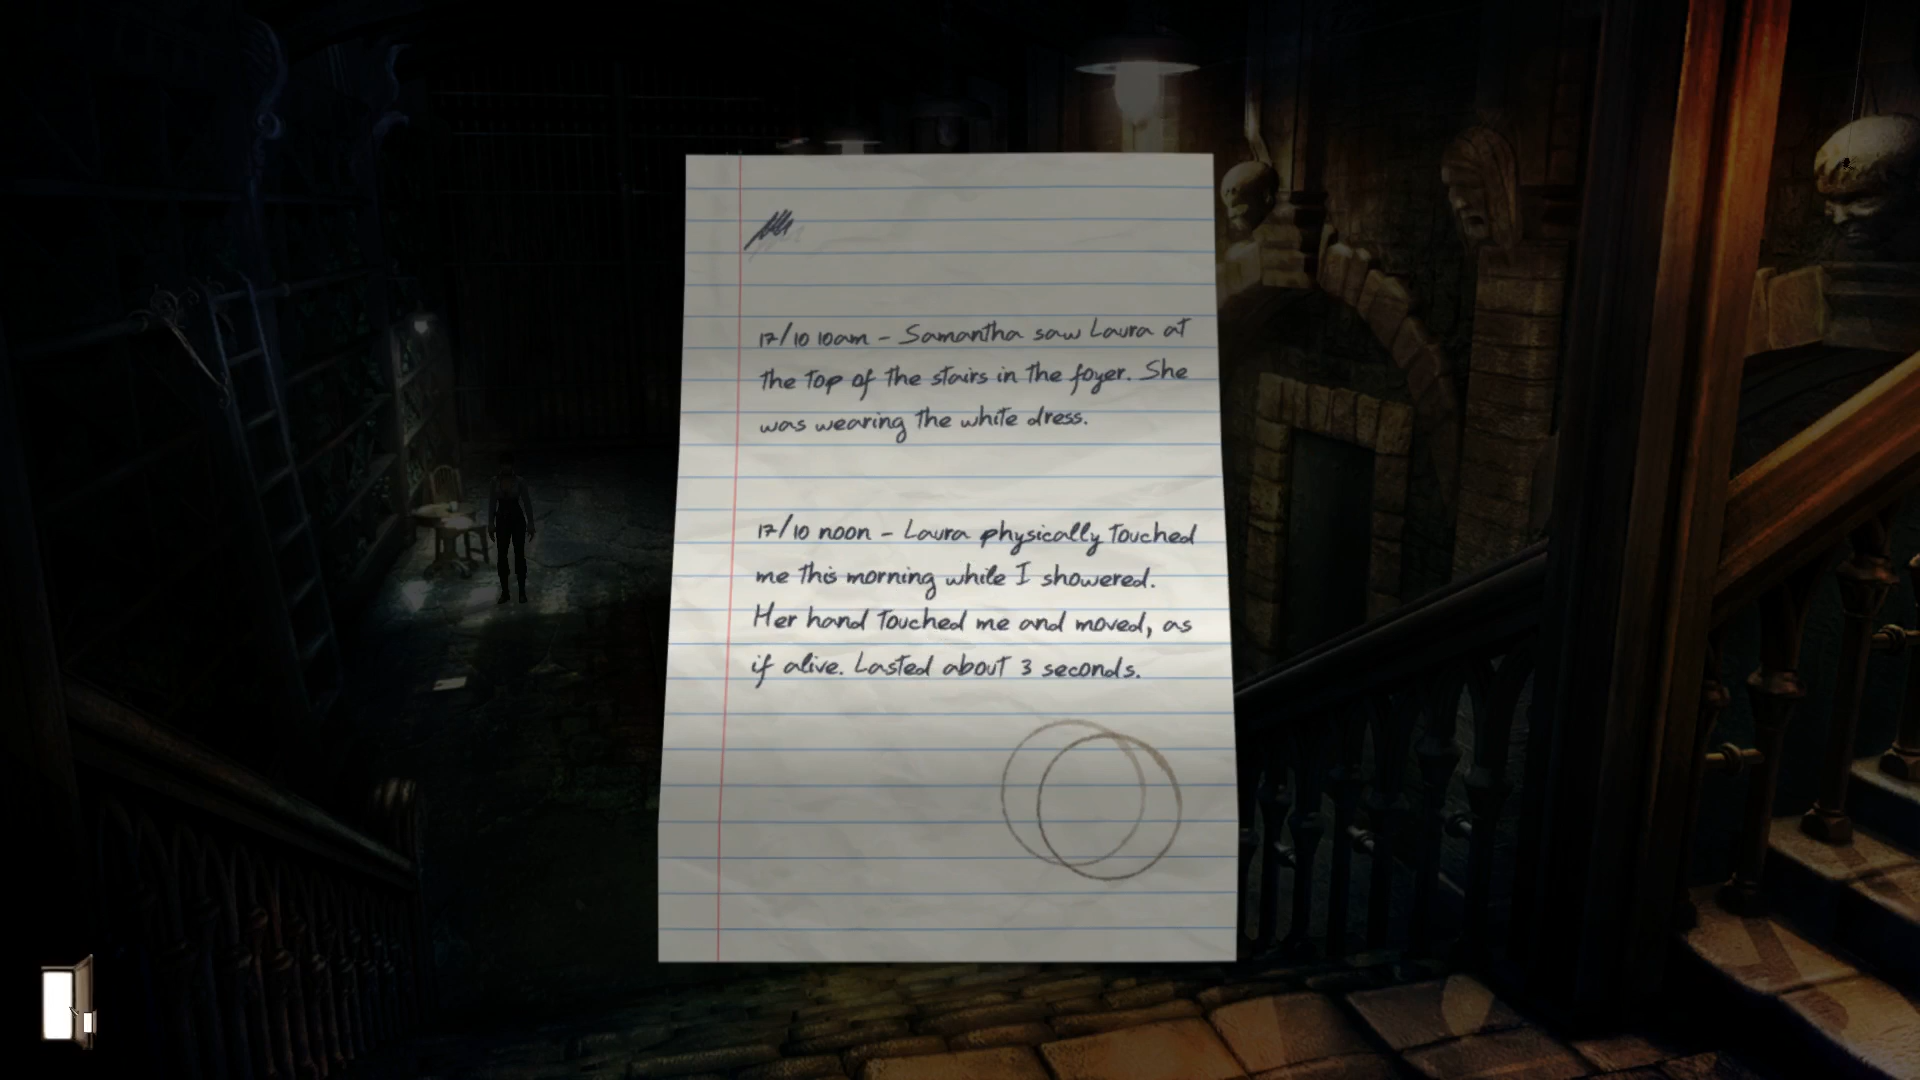 17/10 10am - Samantha saw Laura at
the top of the stairs in the foyer. She
was wearing the white dress.
17/10 noon - Laura physically touched
me this morning while I showered.
Her hand touched me and moved, as
if alive. Lasted about 3 seconds.